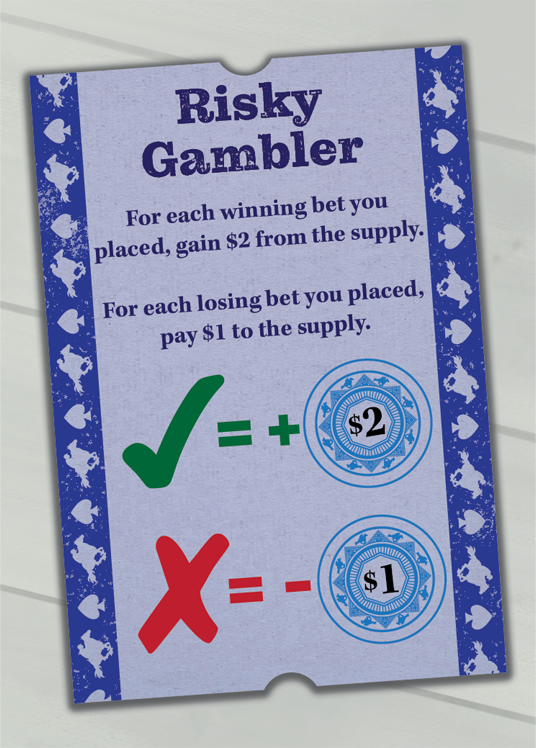 Risky
Gambler
For each winning bet you
placed, gain $2 from the supply.
For each losing bet you placed,
pay $1 to the supply.
= + $2
= - $1